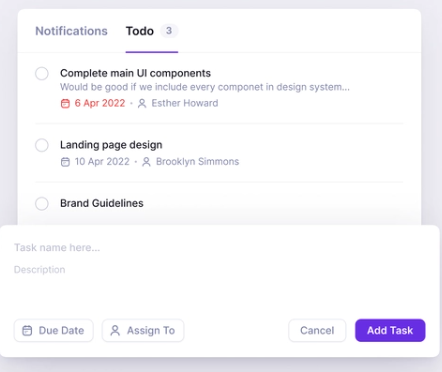 Notifications Todo 3
Complete main UI components
Would be good if we include every componet in design system...
6 Apr 2022 · Esther Howard
Landing page design
10 Apr 2022 · Brooklyn Simmons
Brand Guidelines
Task name here...
Description
Due Date Assign To Cancel Add Task